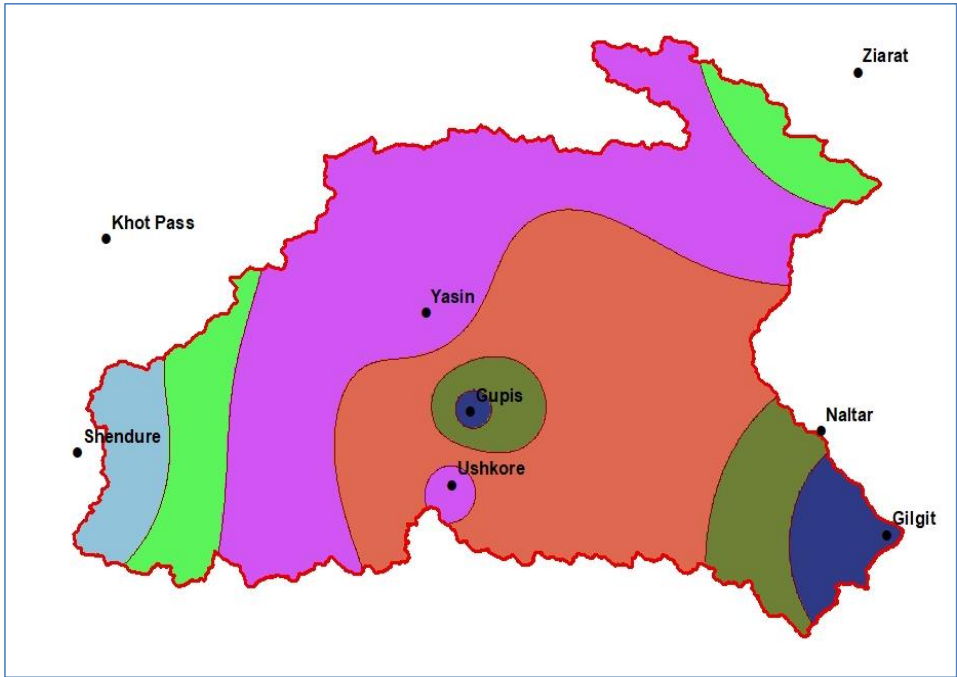 Ziarat
Khot Pass
Yasin
Gupis
Naltar
Shendure
Ushkore
Gilgit